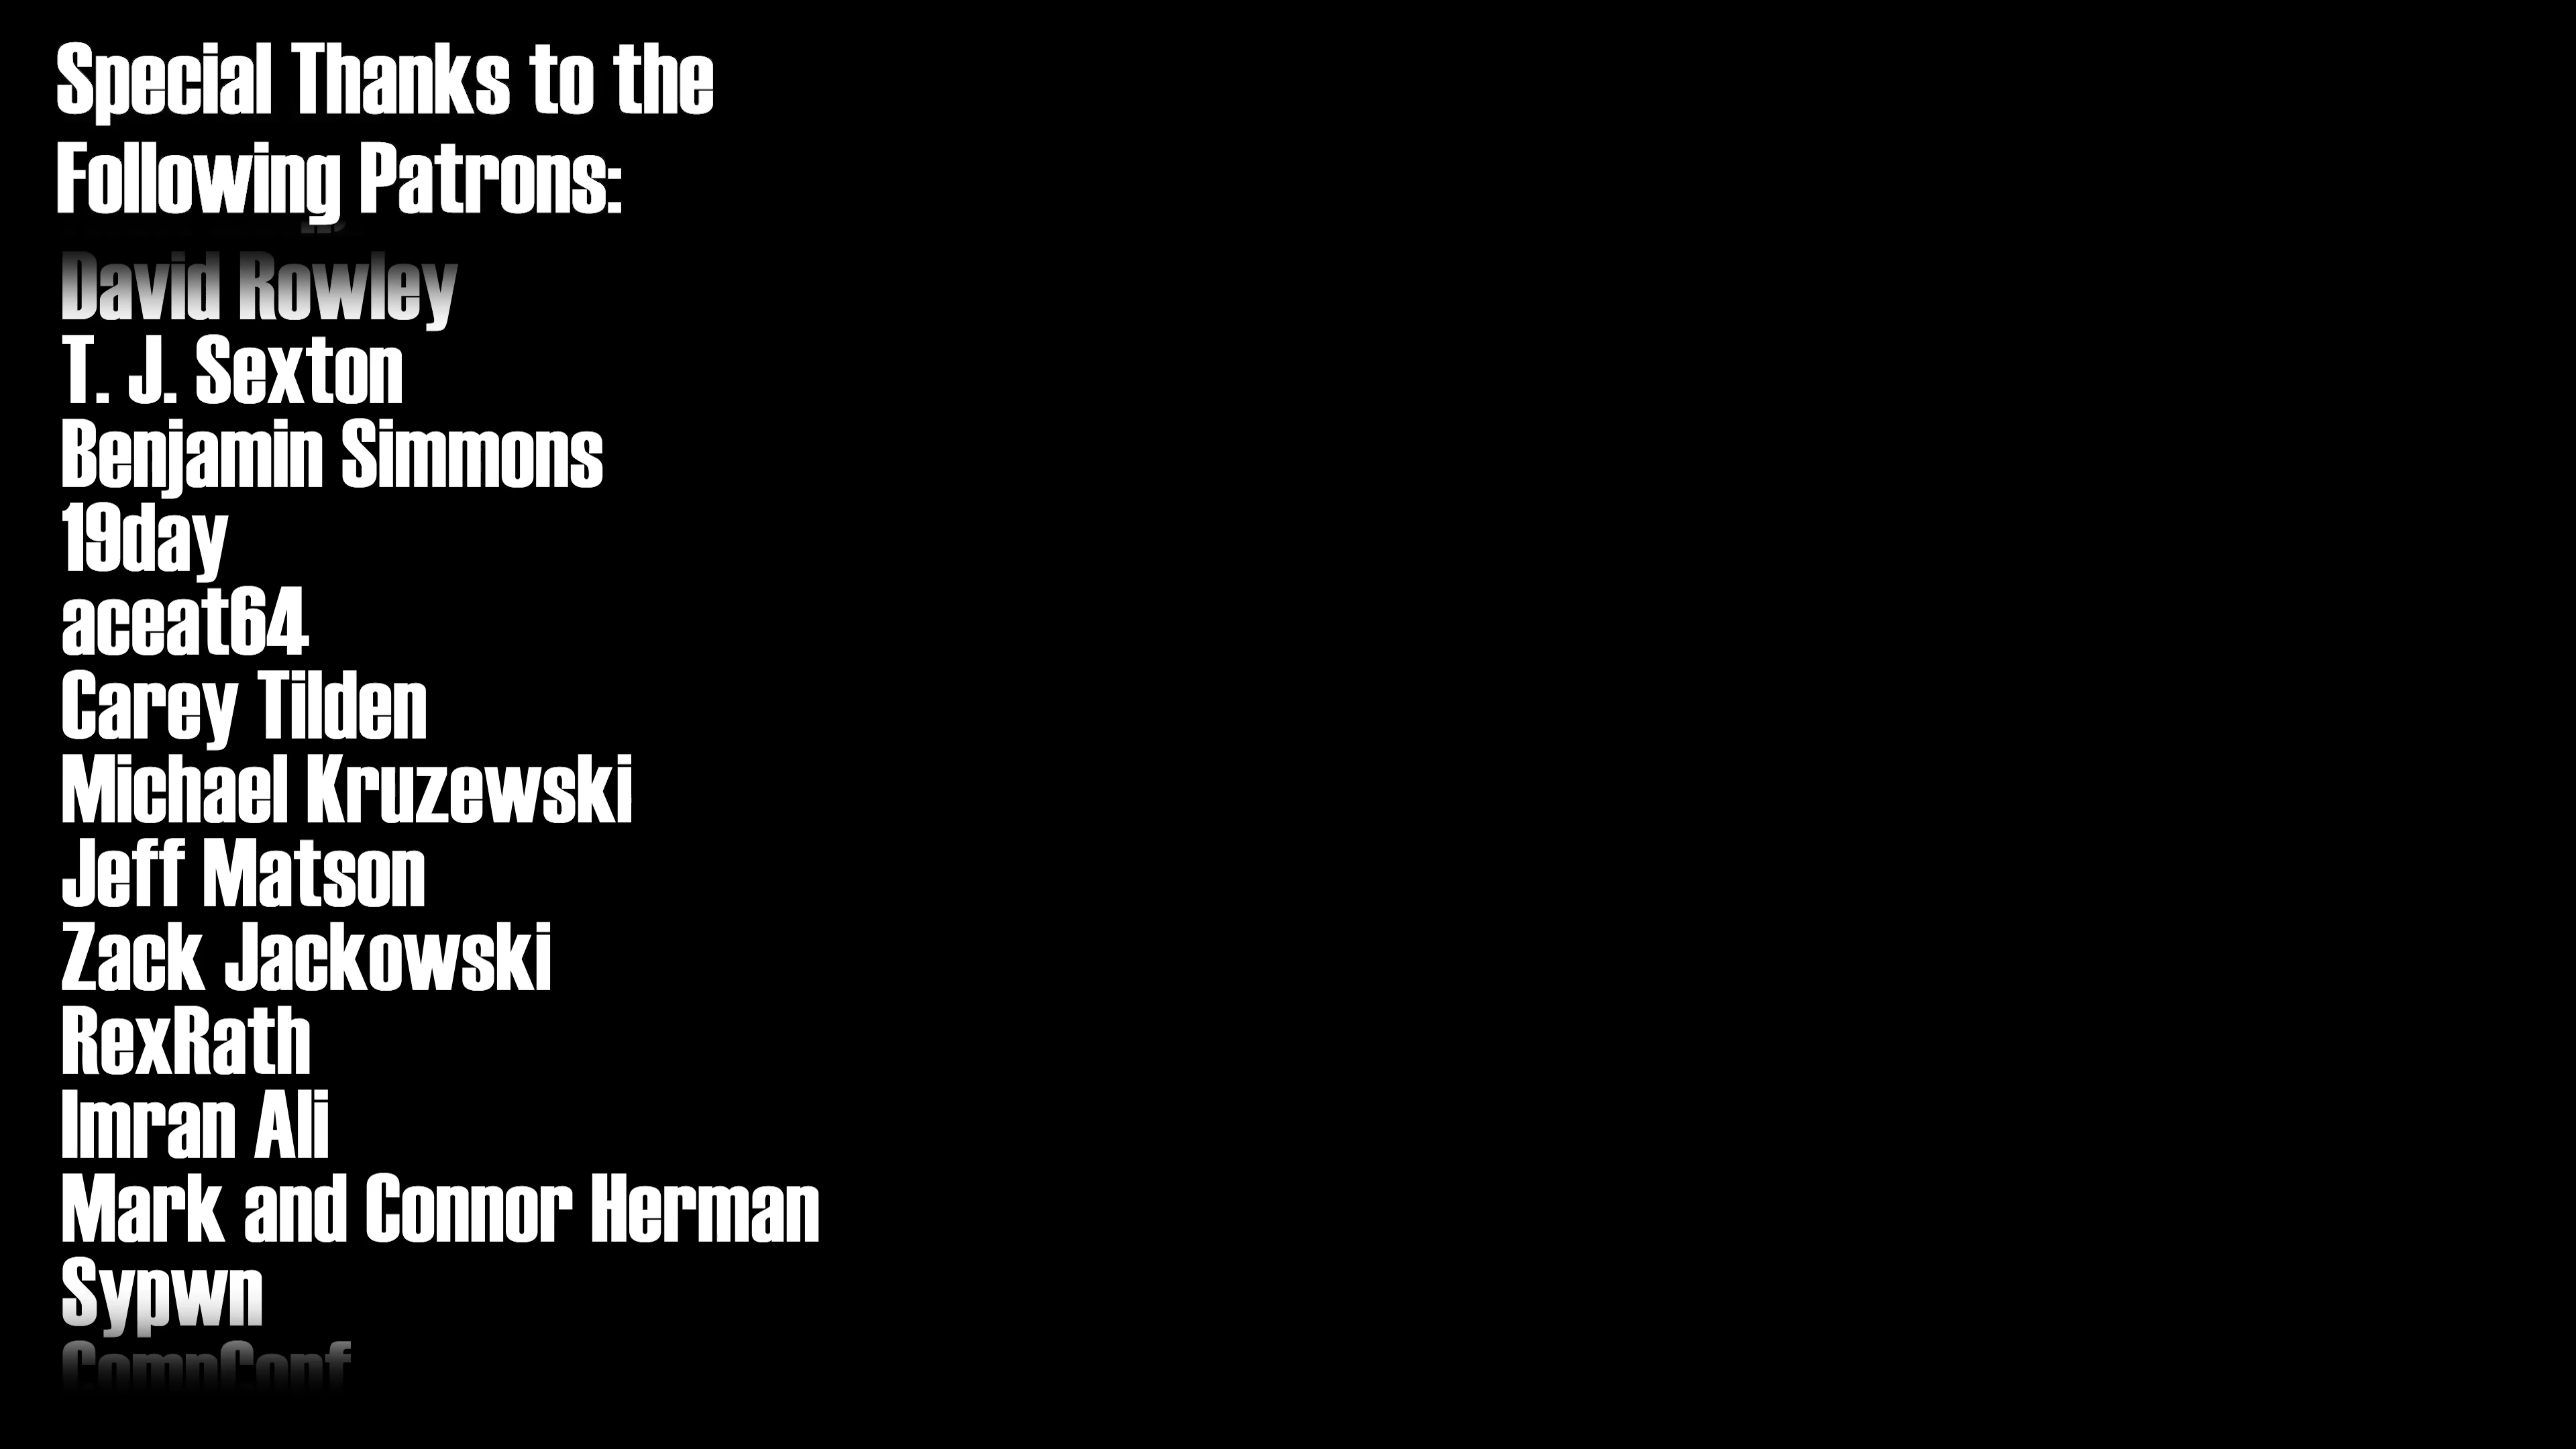 Special Thanks to the
Following Patrons:
David Rowley
T. J. Sexton
Benjamin Simmons
19day
aceat64
Carey Tilden
Michael Kruzewski
Jeff Matson
Zack Jackowski
RexRath
Imran Ali
Mark and Connor Herman
Sypwn
CompConf